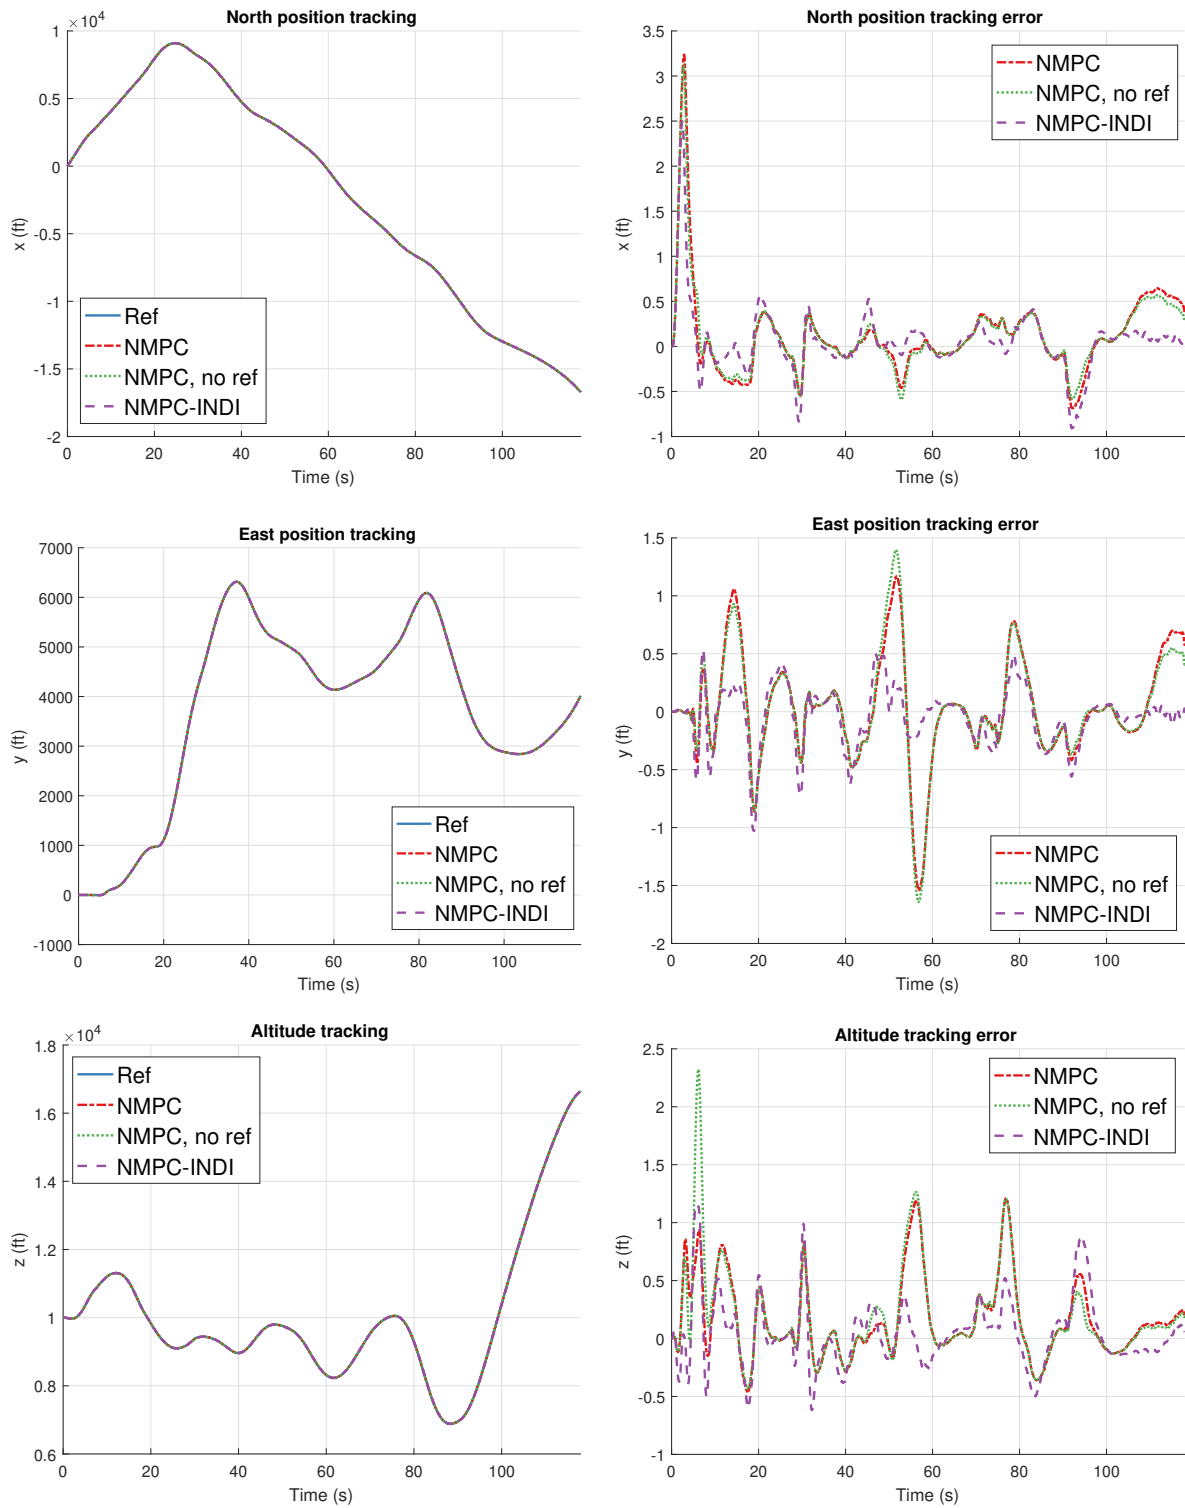 North position tracking
×10⁴
1
0.5
0
-0.5
-1
-1.5
-2
x (ft)
Ref
NMPC
NMPC, no ref
NMPC-INDI
0 20 40 60 80 100
Time (s)
North position tracking error
3.5
3
2.5
2
1.5
1
0.5
0
-0.5
-1
x (ft)
NMPC
NMPC, no ref
NMPC-INDI
0 20 40 60 80 100
Time (s)
East position tracking
7000
6000
5000
4000
3000
2000
1000
0
-1000
y (ft)
Ref
NMPC
NMPC, no ref
NMPC-INDI
0 20 40 60 80 100
Time (s)
East position tracking error
1.5
1
0.5
0
-0.5
-1
-1.5
-2
y (ft)
NMPC
NMPC, no ref
NMPC-INDI
0 20 40 60 80 100
Time (s)
Altitude tracking
×10⁴
1.8
1.6
1.4
1.2
1
0.8
0.6
z (ft)
Ref
NMPC
NMPC, no ref
NMPC-INDI
0 20 40 60 80 100
Time (s)
Altitude tracking error
2.5
2
1.5
1
0.5
0
-0.5
-1
z (ft)
NMPC
NMPC, no ref
NMPC-INDI
0 20 40 60 80 100
Time (s)